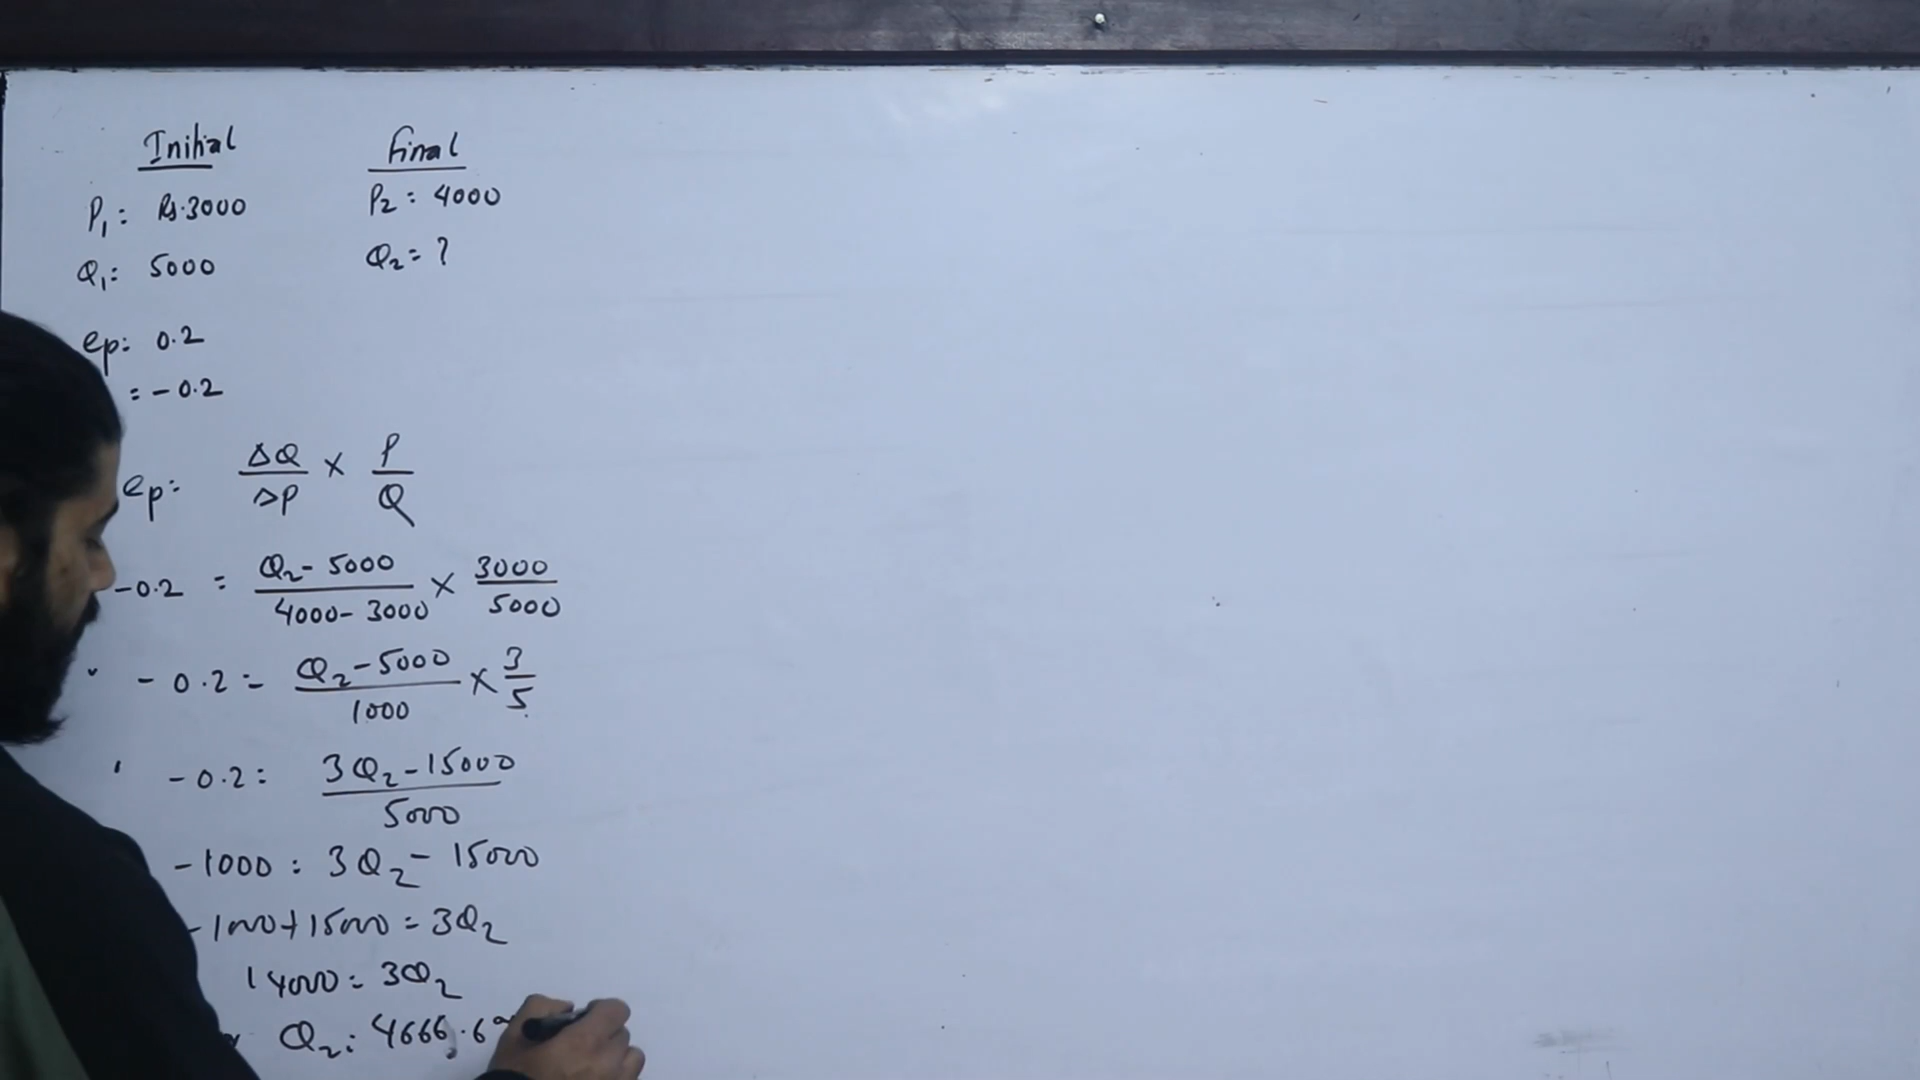 Initial
Final
P1: Rs.3000
P2: 4000
Q1: 5000
Q2 = ?
ep: 0.2
= - 0.2
ep: ΔQ/ΔP × P/Q
-0.2 = Q2 - 5000 / 4000 - 3000 × 3000/5000
- 0.2 = Q2 - 5000 / 1000 × 3/5
- 0.2: 3Q2 - 15000 / 5000
- 1000 : 3Q2 - 15000
- 1000 + 15000 = 3Q2
14000 = 3Q2
Q2: 4666.6